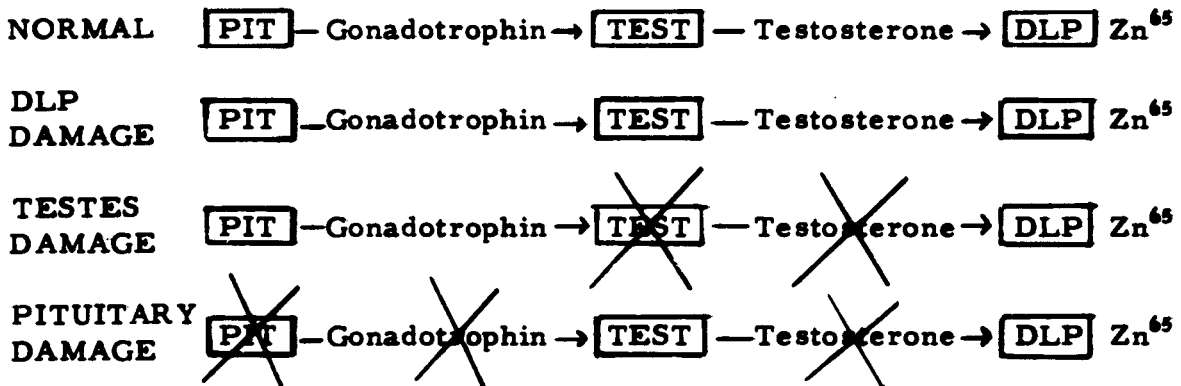 NORMAL PIT — Gonadotrophin → TEST — Testosterone → DLP Zn⁶⁵
DLP
DAMAGE PIT — Gonadotrophin → TEST — Testosterone → DLP Zn⁶⁵
TESTES
DAMAGE PIT — Gonadotrophin → TEST — Testosterone → DLP Zn⁶⁵
PITUITARY
DAMAGE PIT — Gonadotrophin → TEST — Testosterone → DLP Zn⁶⁵